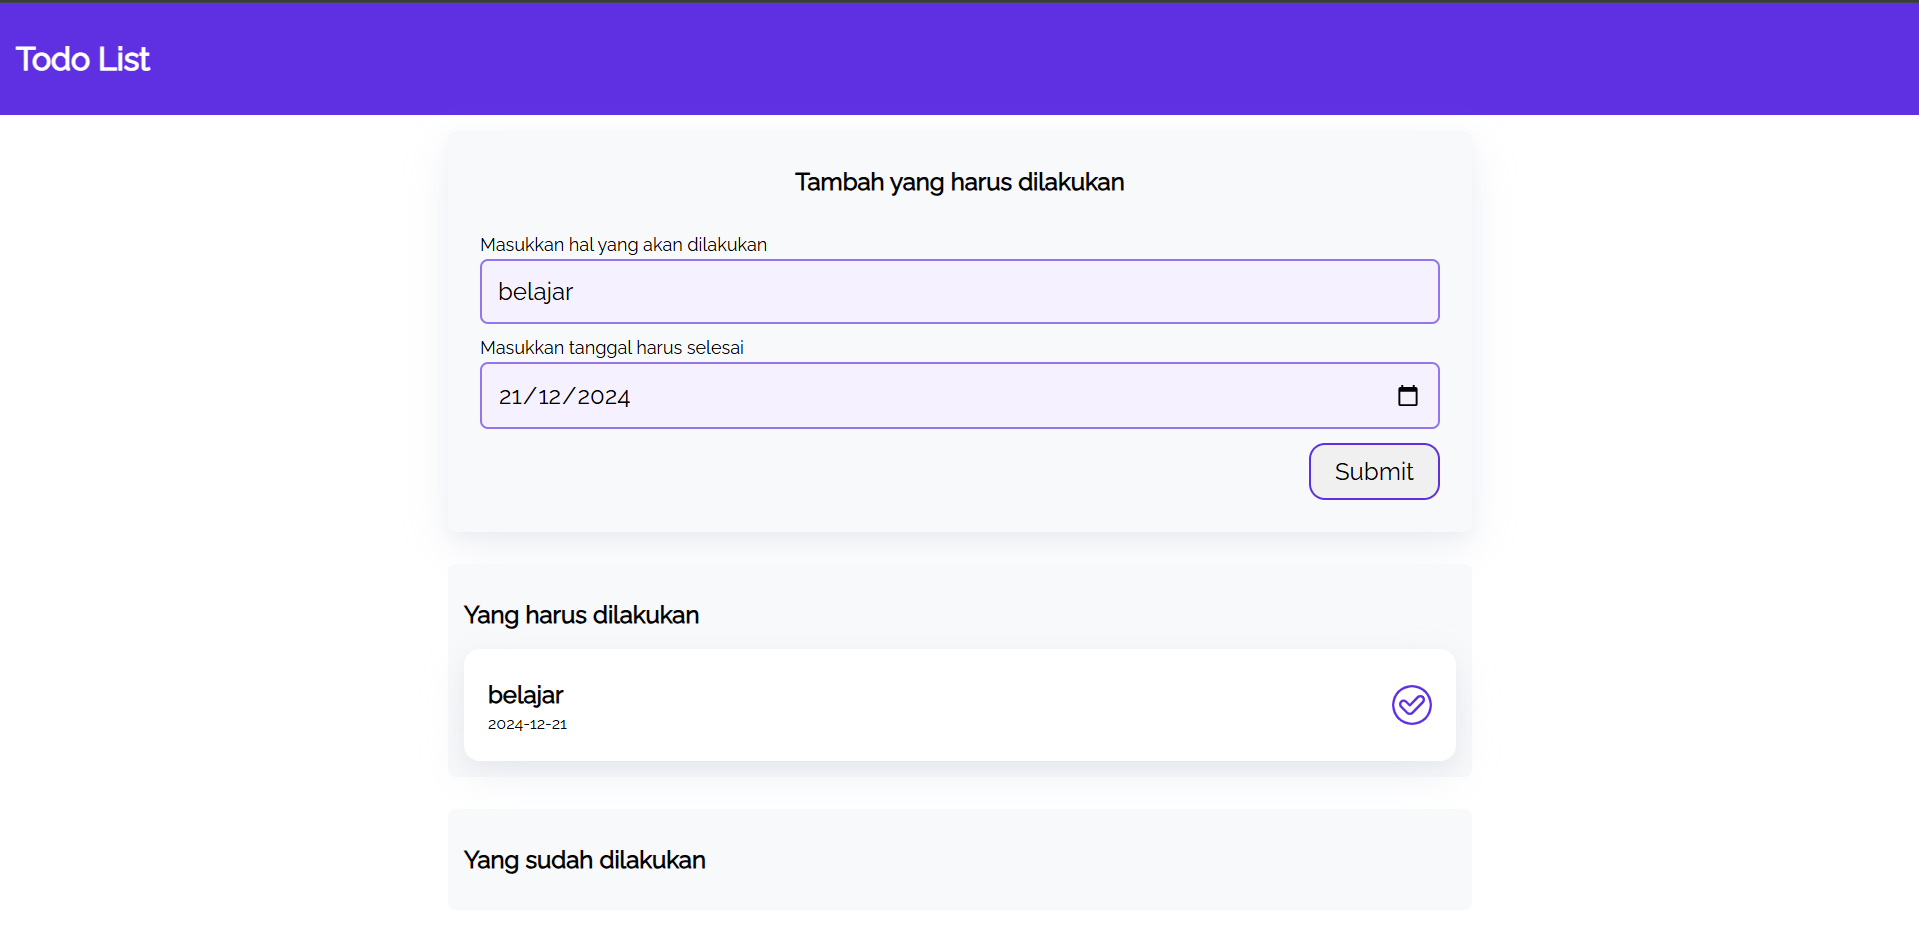 Todo List
Tambah yang harus dilakukan
Masukkan hal yang akan dilakukan
belajar
Masukkan tanggal harus selesai
21/12/2024
Submit
Yang harus dilakukan
belajar
2024-12-21
Yang sudah dilakukan